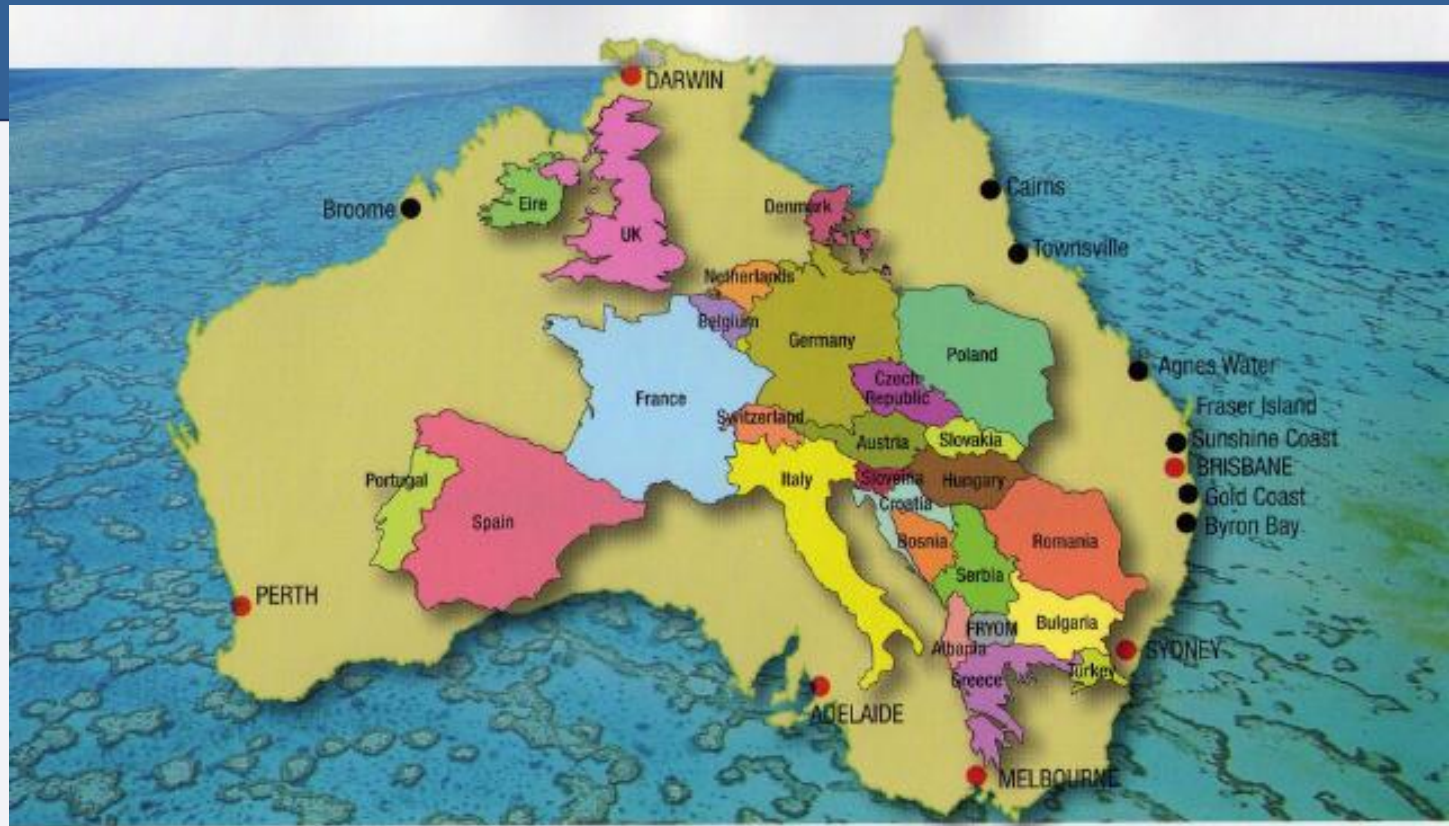 DARWIN
Cairns
Broome
Eire
Denmark
UK
Townsville
Netherlands
Belgium
Germany
Poland
Agnes Water
Czech
Republic
France
Fraser Island
Switzerland
Austria
Slovakia
Sunshine Coast
BRISBANE
Portugal
Italy
Sloveina
Hungary
Gold Coast
Croatia
Spain
Byron Bay
Bosnia
Romania
Serbia
PERTH
FRYOM
Bulgaria
Albania
SYDNEY
Greece
Turkey
ADELAIDE
MELBOURNE